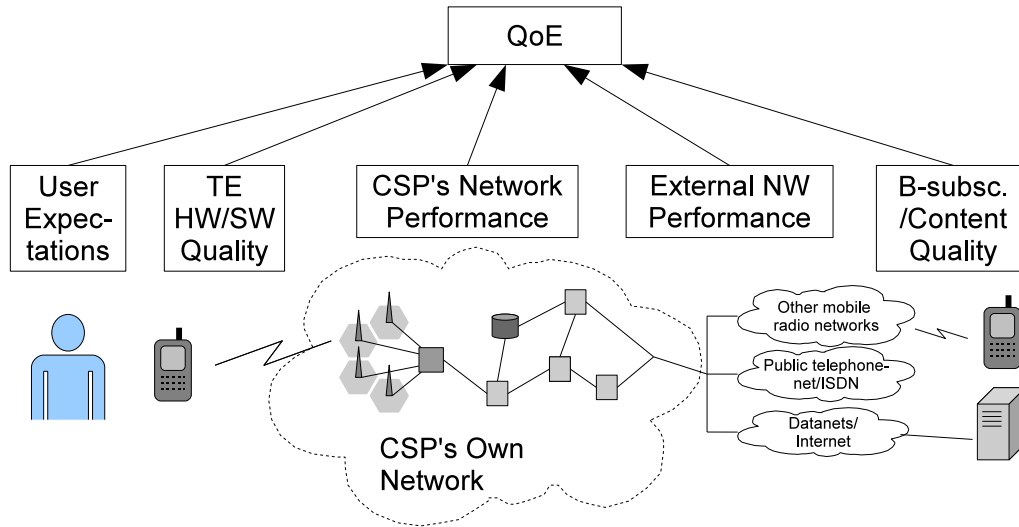 QoE
User
Expec-
tations
TE
HW/SW
Quality
CSP's Network
Performance
External NW
Performance
B-subsc.
/Content
Quality
Other mobile
radio networks
Public telephone-
net/ISDN
Datanets/
Internet
CSP's Own
Network